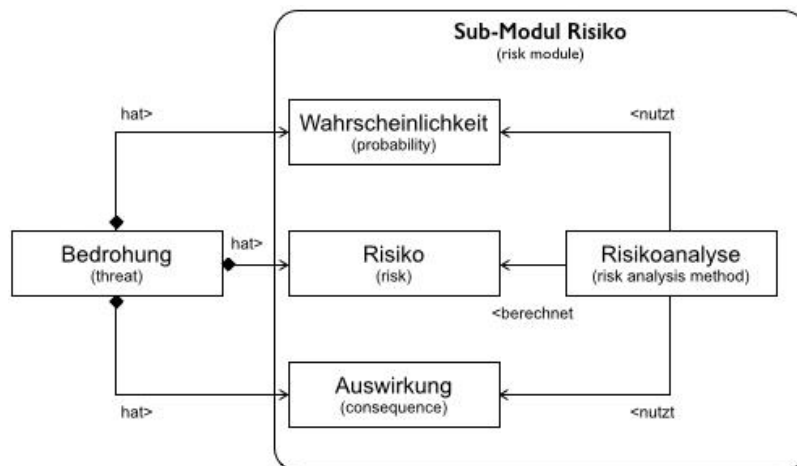 Sub-Modul Risiko
(risk module)
hat>
Wahrscheinlichkeit
(probability)
<nutzt
Bedrohung
(threat)
hat>
Risiko
(risk)
Risikoanalyse
(risk analysis method)
<berechnet
Auswirkung
(consequence)
hat>
<nutzt